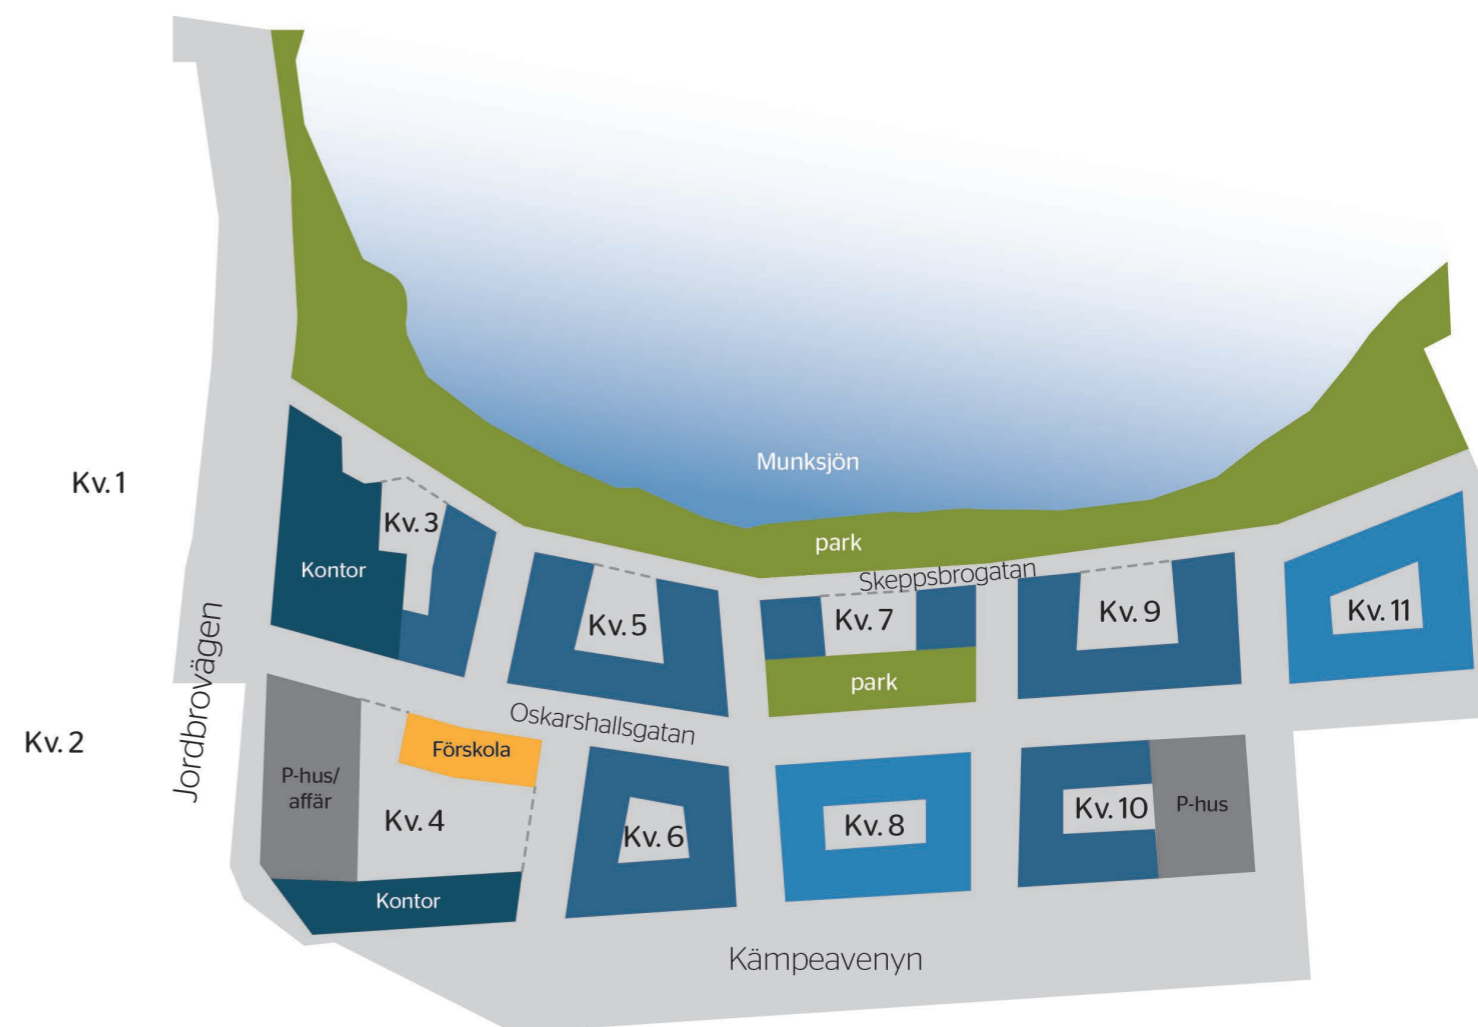 Munksjön
Kv. 1
park
Kv. 3
Kontor
Skeppsbrogatan
Kv. 5
Kv. 7
Kv. 9
Kv. 11
park
Jordbrovägen
Oskarshallsgatan
Kv. 2
Förskola
P-hus/
affär
Kv. 4
Kv. 6
Kv. 8
Kv. 10
P-hus
Kontor
Kämpeavenyn